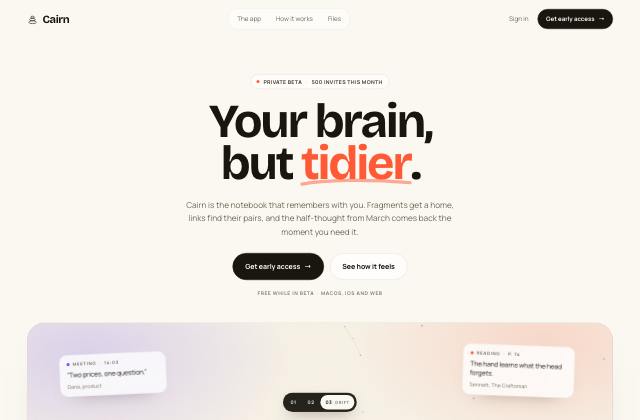 Cairn
The app How it works Files
Sign in Get early access →
PRIVATE BETA 500 INVITES THIS MONTH
Your brain,
but tidier.
Cairn is the notebook that remembers with you. Fragments get a home,
links find their pairs, and the half-thought from March comes back the
moment you need it.
Get early access → See how it feels
FREE WHILE IN BETA · MACOS, IOS AND WEB
MEETING · 14:03
"Two prices, one question."
Dana, product
READING · P. 74
The hand learns what the head
forgets.
Sennett, The Craftsman
01 02 03 DRIFT